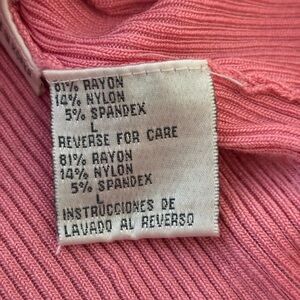 81% RAYON
14% NYLON
5% SPANDEX
L
REVERSE FOR CARE
81% RAYON
14% NYLON
5% SPANDEX
L
INSTRUCCIONES DE
LAVADO AL REVERSO